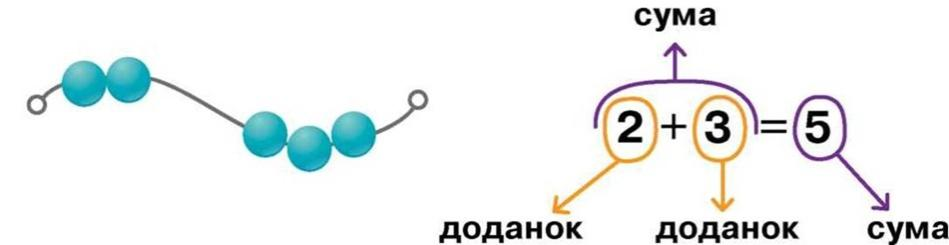 сума
2 + 3 = 5
доданок доданок сума